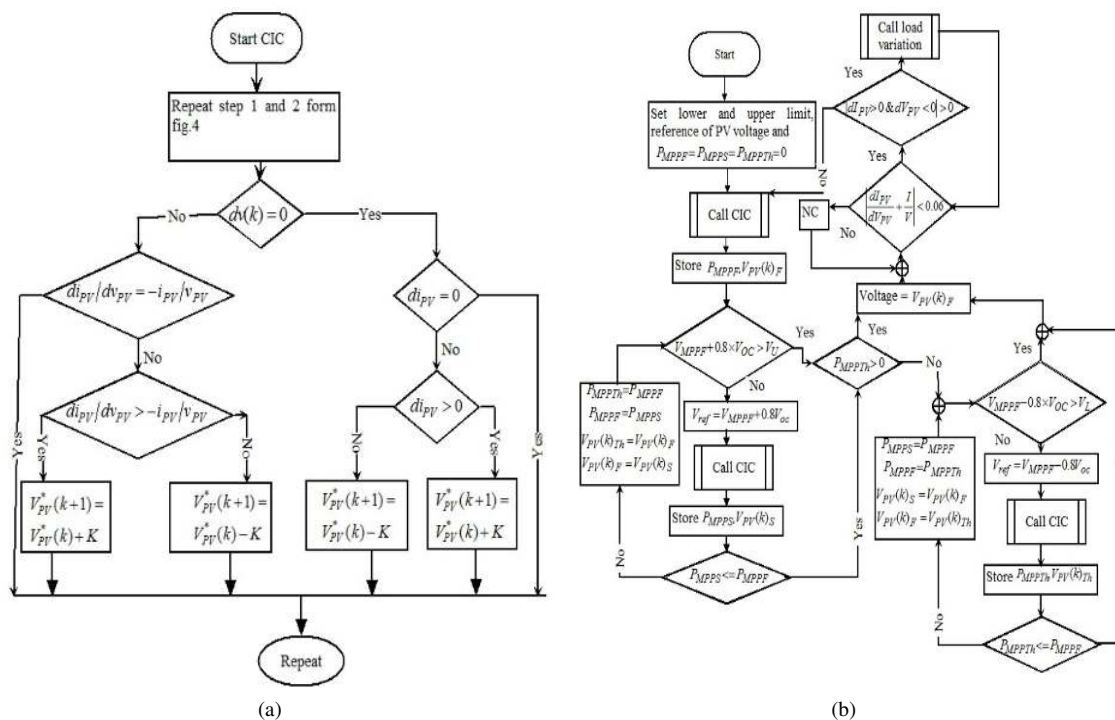 Start CIC
Repeat step 1 and 2 form
fig.4
dv(k)=0
No
Yes
di_PV/dv_PV=−i_PV/v_PV
di_PV=0
No
No
di_PV/dv_PV>−i_PV/v_PV
di_PV>0
Yes
Yes
No
No
Yes
Yes
V*_PV(k+1)=
V*_PV(k)+K
V*_PV(k+1)=
V*_PV(k)−K
V*_PV(k+1)=
V*_PV(k)−K
V*_PV(k+1)=
V*_PV(k)+K
Repeat
(a)
Start
Set lower and upper limit,
reference of PV voltage and
P_MPPF=P_MPPS=P_MPPTh=0
Call CIC
Store P_MPPF,V_PV(k)_F
V_MPPF+0.8×V_OC>V_U
Yes
No
V_ref=V_MPPF+0.8V_oc
Call CIC
Store P_MPPS,V_PV(k)_S
P_MPPS<=P_MPPF
No
Yes
P_MPPTh=P_MPPF
P_MPPF=P_MPPS
V_PV(k)_Th=V_PV(k)_F
V_PV(k)_F=V_PV(k)_S
Call load
variation
Yes
|dI_PV>0 & dV_PV<0|>0
No
Yes
|dI_PV/dV_PV+I/V|<0.06
NC
No
Voltage = V_PV(k)_F
Yes
P_MPPTh>0
No
Yes
V_MPPF−0.8×V_OC>V_L
No
V_ref=V_MPPF−0.8V_oc
Call CIC
Store P_MPPTh,V_PV(k)_Th
P_MPPTh<=P_MPPF
No
P_MPPS=P_MPPF
P_MPPF=P_MPPTh
V_PV(k)_S=V_PV(k)_F
V_PV(k)_F=V_PV(k)_Th
(b)